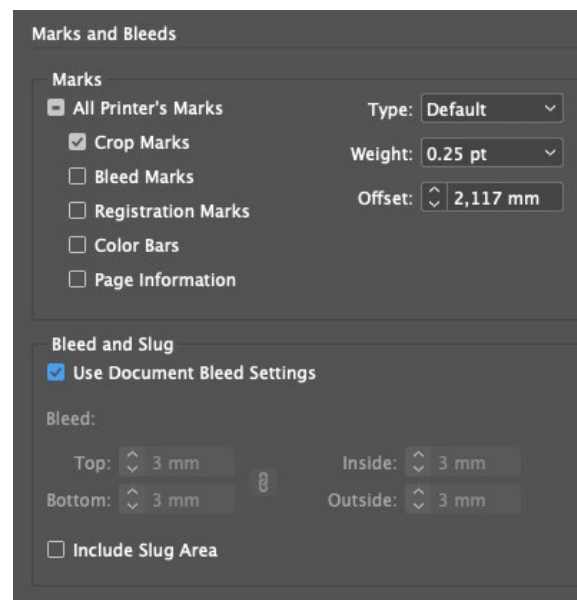 Marks and Bleeds
Marks
All Printer's Marks
Type: Default
Crop Marks
Weight: 0.25 pt
Bleed Marks
Offset: 2,117 mm
Registration Marks
Color Bars
Page Information
Bleed and Slug
Use Document Bleed Settings
Bleed:
Top: 3 mm
Inside: 3 mm
Bottom: 3 mm
Outside: 3 mm
Include Slug Area